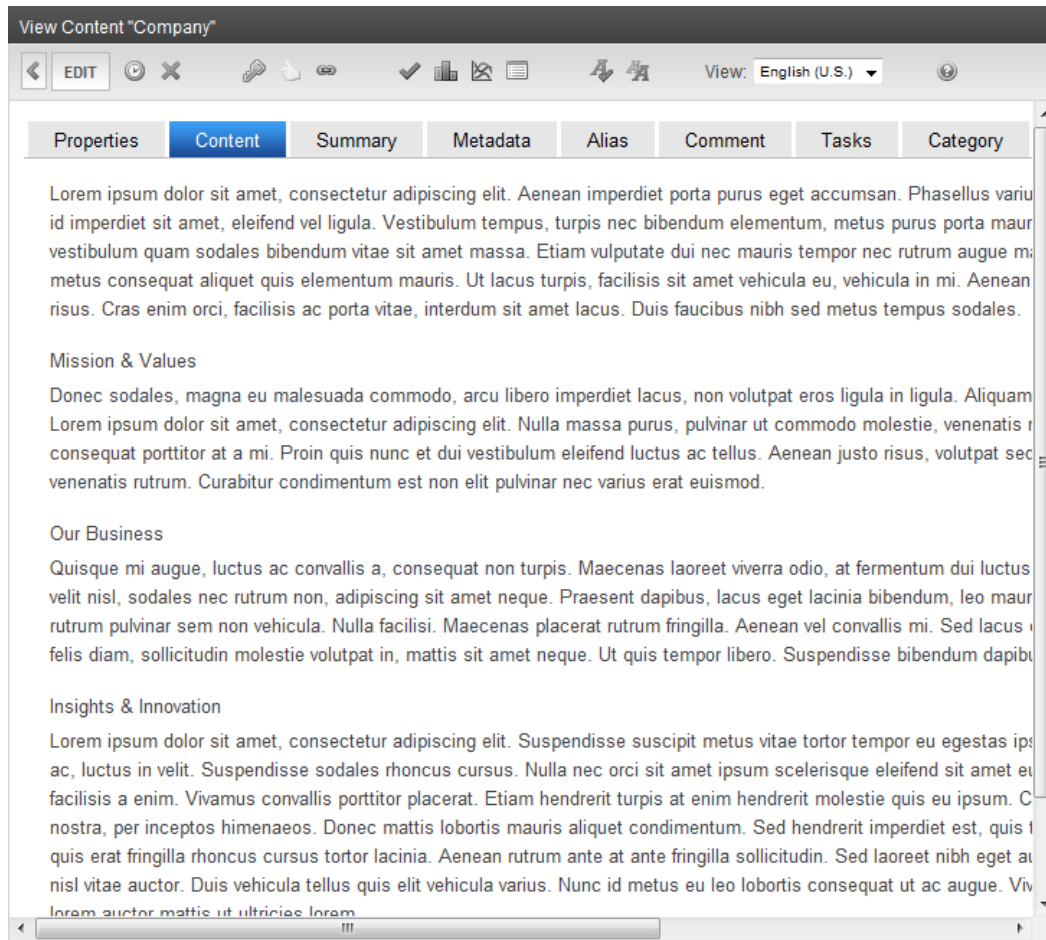 View Content "Company"
EDIT View: English (U.S.)
Properties Content Summary Metadata Alias Comment Tasks Category
Lorem ipsum dolor sit amet, consectetur adipiscing elit. Aenean imperdiet porta purus eget accumsan. Phasellus variu
id imperdiet sit amet, eleifend vel ligula. Vestibulum tempus, turpis nec bibendum elementum, metus purus porta maur
vestibulum quam sodales bibendum vitae sit amet massa. Etiam vulputate dui nec mauris tempor nec rutrum augue
metus consequat aliquet quis elementum mauris. Ut lacus turpis, facilisis sit amet vehicula eu, vehicula in mi. Aenean
risus. Cras enim orci, facilisis ac porta vitae, interdum sit amet lacus. Duis faucibus nibh sed metus tempus sodales.
Mission & Values
Donec sodales, magna eu malesuada commodo, arcu libero imperdiet lacus, non volutpat eros ligula in ligula. Aliquam
Lorem ipsum dolor sit amet, consectetur adipiscing elit. Nulla massa purus, pulvinar ut commodo molestie, venenatis
consequat porttitor at a mi. Proin quis nunc et dui vestibulum eleifend luctus ac tellus. Aenean justo risus, volutpat sed
venenatis rutrum. Curabitur condimentum est non elit pulvinar nec varius erat euismod.
Our Business
Quisque mi augue, luctus ac convallis a, consequat non turpis. Maecenas laoreet viverra odio, at fermentum dui luctus
velit nisl, sodales nec rutrum non, adipiscing sit amet neque. Praesent dapibus, lacus eget lacinia bibendum, leo maur
rutrum pulvinar sem non vehicula. Nulla facilisi. Maecenas placerat rutrum fringilla. Aenean vel convallis mi. Sed lacus
felis diam, sollicitudin molestie volutpat in, mattis sit amet neque. Ut quis tempor libero. Suspendisse bibendum dapibu
Insights & Innovation
Lorem ipsum dolor sit amet, consectetur adipiscing elit. Suspendisse suscipit metus vitae tortor tempor eu egestas ips
ac, luctus in velit. Suspendisse sodales rhoncus cursus. Nulla nec orci sit amet ipsum scelerisque eleifend sit amet eu
facilisis a enim. Vivamus convallis porttitor placerat. Etiam hendrerit turpis at enim hendrerit molestie quis eu ipsum. C
nostra, per inceptos himenaeos. Donec mattis lobortis mauris aliquet condimentum. Sed hendrerit imperdiet est, quis
quis erat fringilla rhoncus cursus tortor lacinia. Aenean rutrum ante at ante fringilla sollicitudin. Sed laoreet nibh eget au
nisl vitae auctor. Duis vehicula tellus quis elit vehicula varius. Nunc id metus eu leo lobortis consequat ut ac augue. Viv
lorem auctor mattis ut ultricies lorem